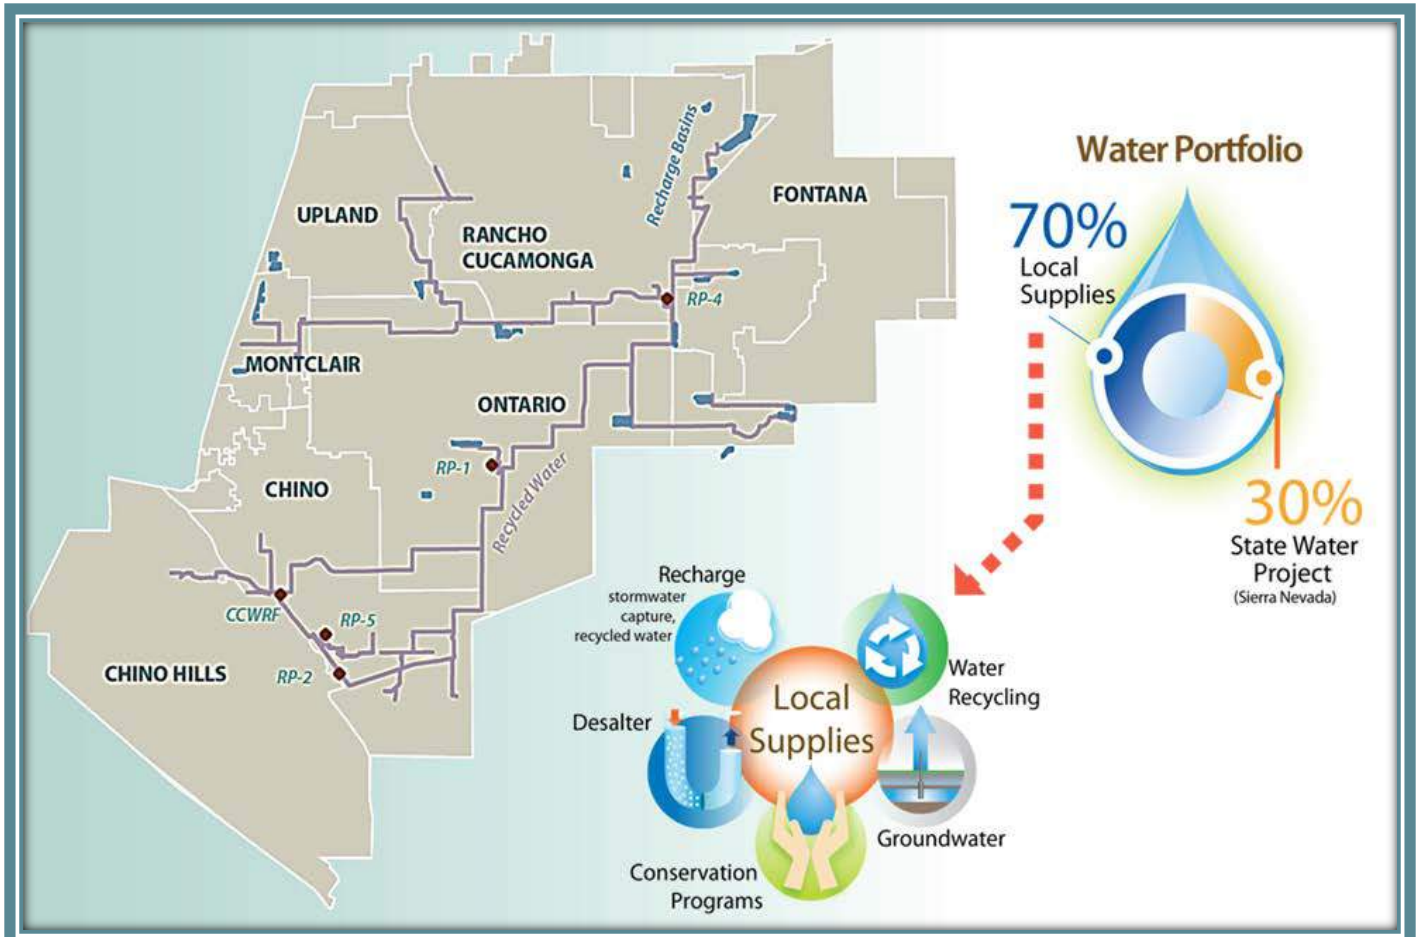 Recharge Basins
UPLAND
RANCHO
CUCAMONGA
FONTANA
RP-4
MONTCLAIR
ONTARIO
RP-1
Recycled Water
CHINO
CCWRF
RP-5
CHINO HILLS
RP-2
Water Portfolio
70%
Local
Supplies
30%
State Water
Project
(Sierra Nevada)
Recharge
stormwater
capture,
recycled water
Water
Recycling
Local
Supplies
Desalter
Groundwater
Conservation
Programs